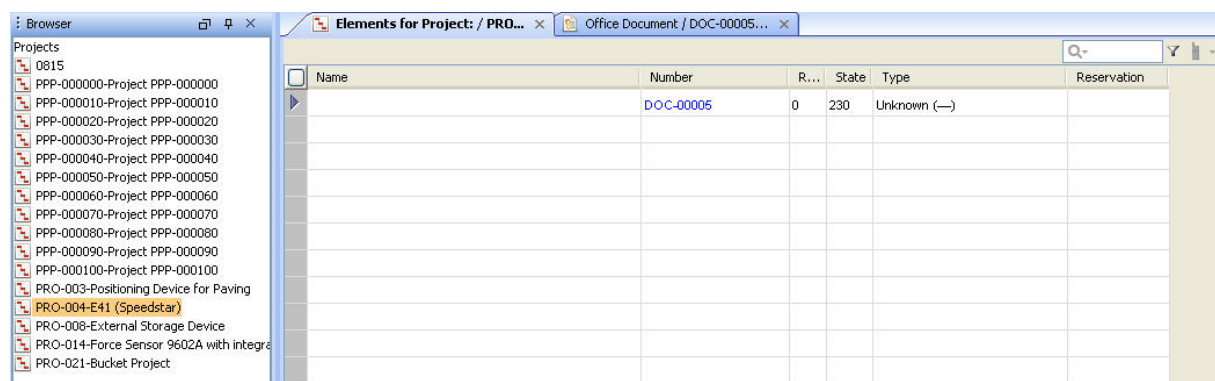 Browser
Projects
0815
PPP-000000-Project PPP-000000
PPP-000010-Project PPP-000010
PPP-000020-Project PPP-000020
PPP-000030-Project PPP-000030
PPP-000040-Project PPP-000040
PPP-000050-Project PPP-000050
PPP-000060-Project PPP-000060
PPP-000070-Project PPP-000070
PPP-000080-Project PPP-000080
PPP-000090-Project PPP-000090
PPP-000100-Project PPP-000100
PRO-003-Positioning Device for Paving
PRO-004-E41 (Speedstar)
PRO-008-External Storage Device
PRO-014-Force Sensor 9602A with integra
PRO-021-Bucket Project
Elements for Project: / PRO... Office Document / DOC-00005...
Name Number R... State Type Reservation
DOC-00005 0 230 Unknown (—)